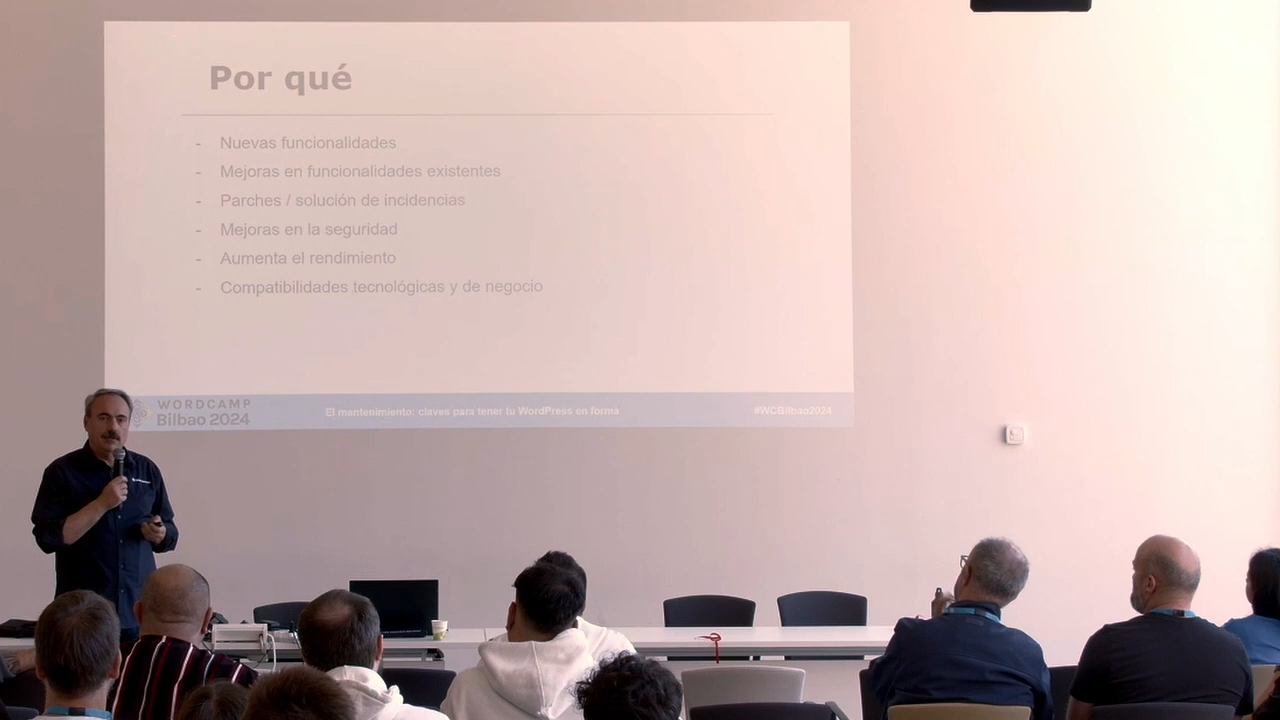 Por qué
- Nuevas funcionalidades
- Mejoras en funcionalidades existentes
- Parches / solución de incidencias
- Mejoras en la seguridad
- Aumenta el rendimiento
- Compatibilidades tecnológicas y de negocio
WORDCAMP
Bilbao 2024
El mantenimiento: claves para tener tu WordPress en forma
#WCBilbao2024